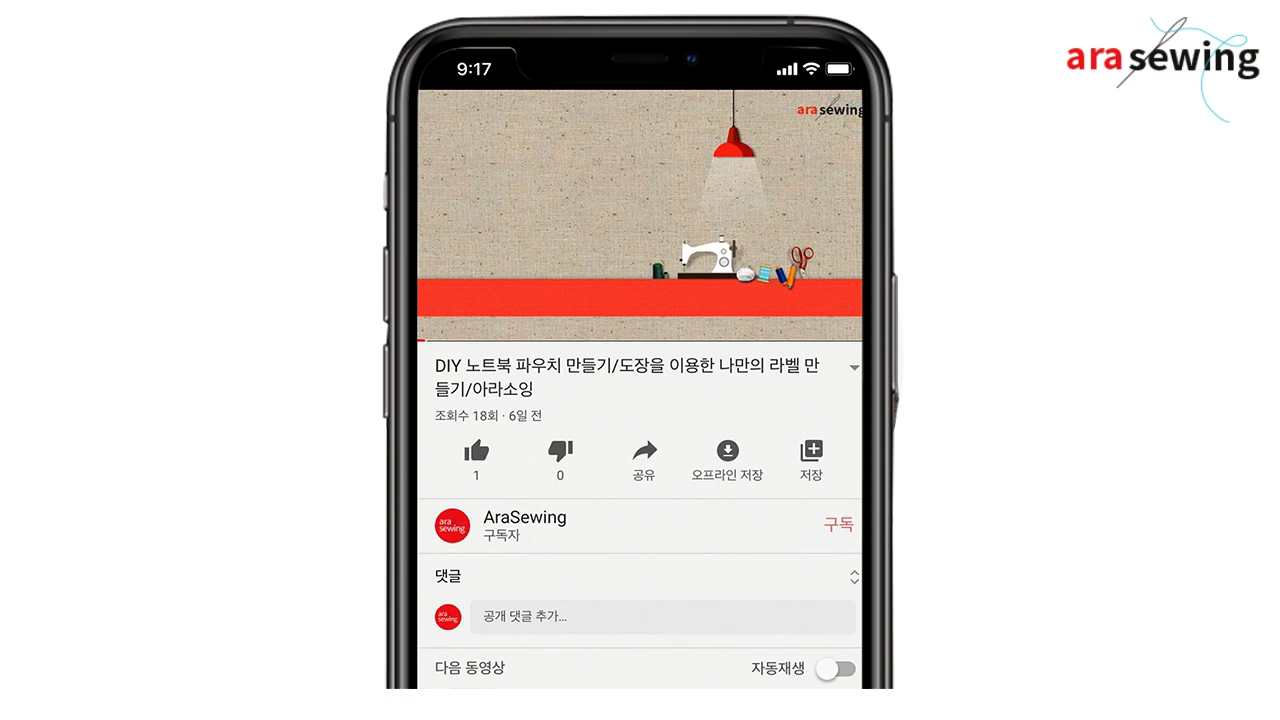 ara sewing
9:17
ara sewing
DIY 노트북 파우치 만들기/도장을 이용한 나만의 라벨 만
들기/아라소잉
조회수 18회 · 6일 전
1
0
공유
오프라인 저장
저장
ara
sewing
AraSewing
구독자
구독
댓글
ara
sewing
공개 댓글 추가...
다음 동영상
자동재생